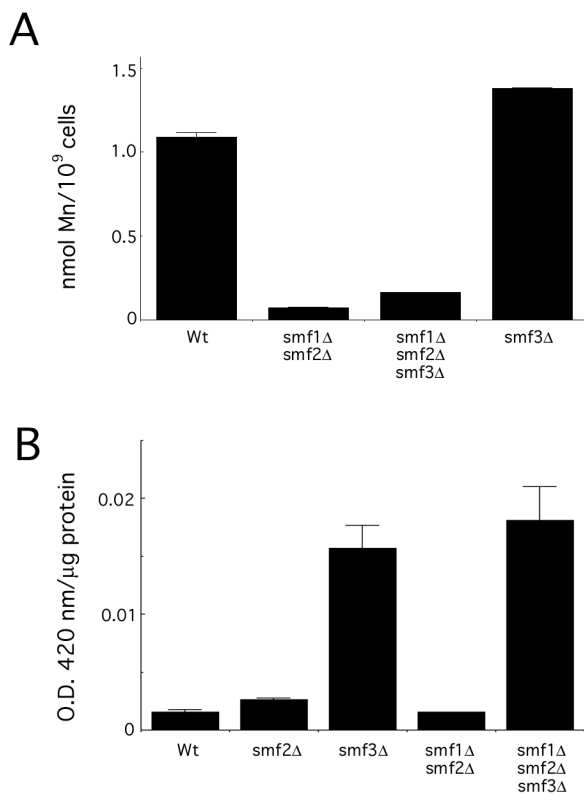 A
nmol Mn/10⁹ cells
1.5
1.0
0.5
0
Wt smf1Δ smf1Δ smf3Δ
smf2Δ smf2Δ
smf3Δ
B
O.D. 420 nm/μg protein
0.02
0.01
0
Wt smf2Δ smf3Δ smf1Δ smf1Δ
smf2Δ smf2Δ
smf3Δ